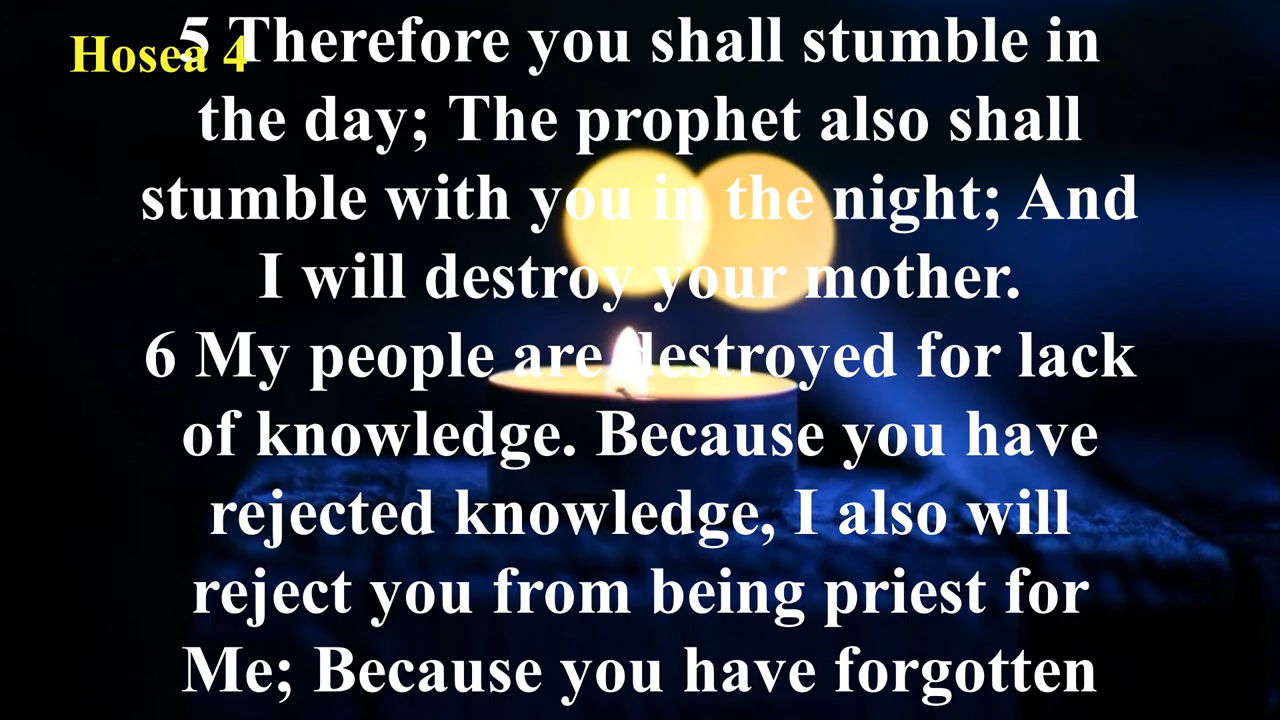 Hosea 4
5 Therefore you shall stumble in
the day; The prophet also shall
stumble with you in the night; And
I will destroy your mother.
6 My people are destroyed for lack
of knowledge. Because you have
rejected knowledge, I also will
reject you from being priest for
Me; Because you have forgotten